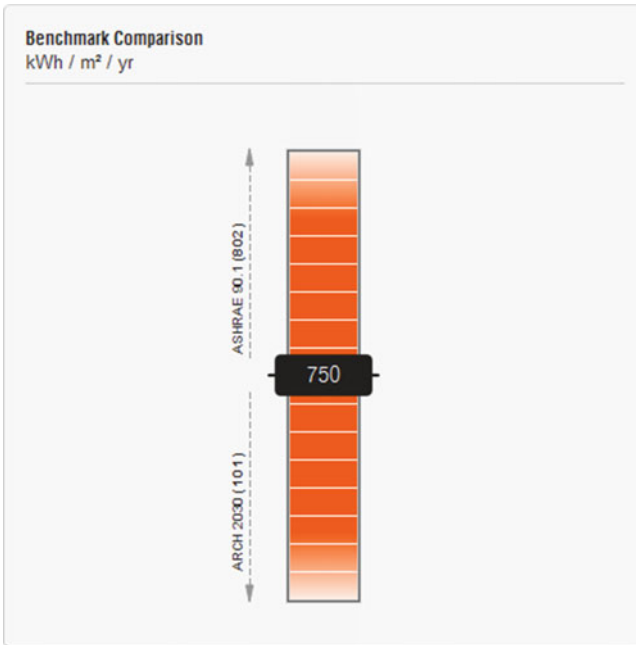 Benchmark Comparison
kWh / m² / yr
ASHRAE 90.1 (802)
750
ARCH 2030 (101)